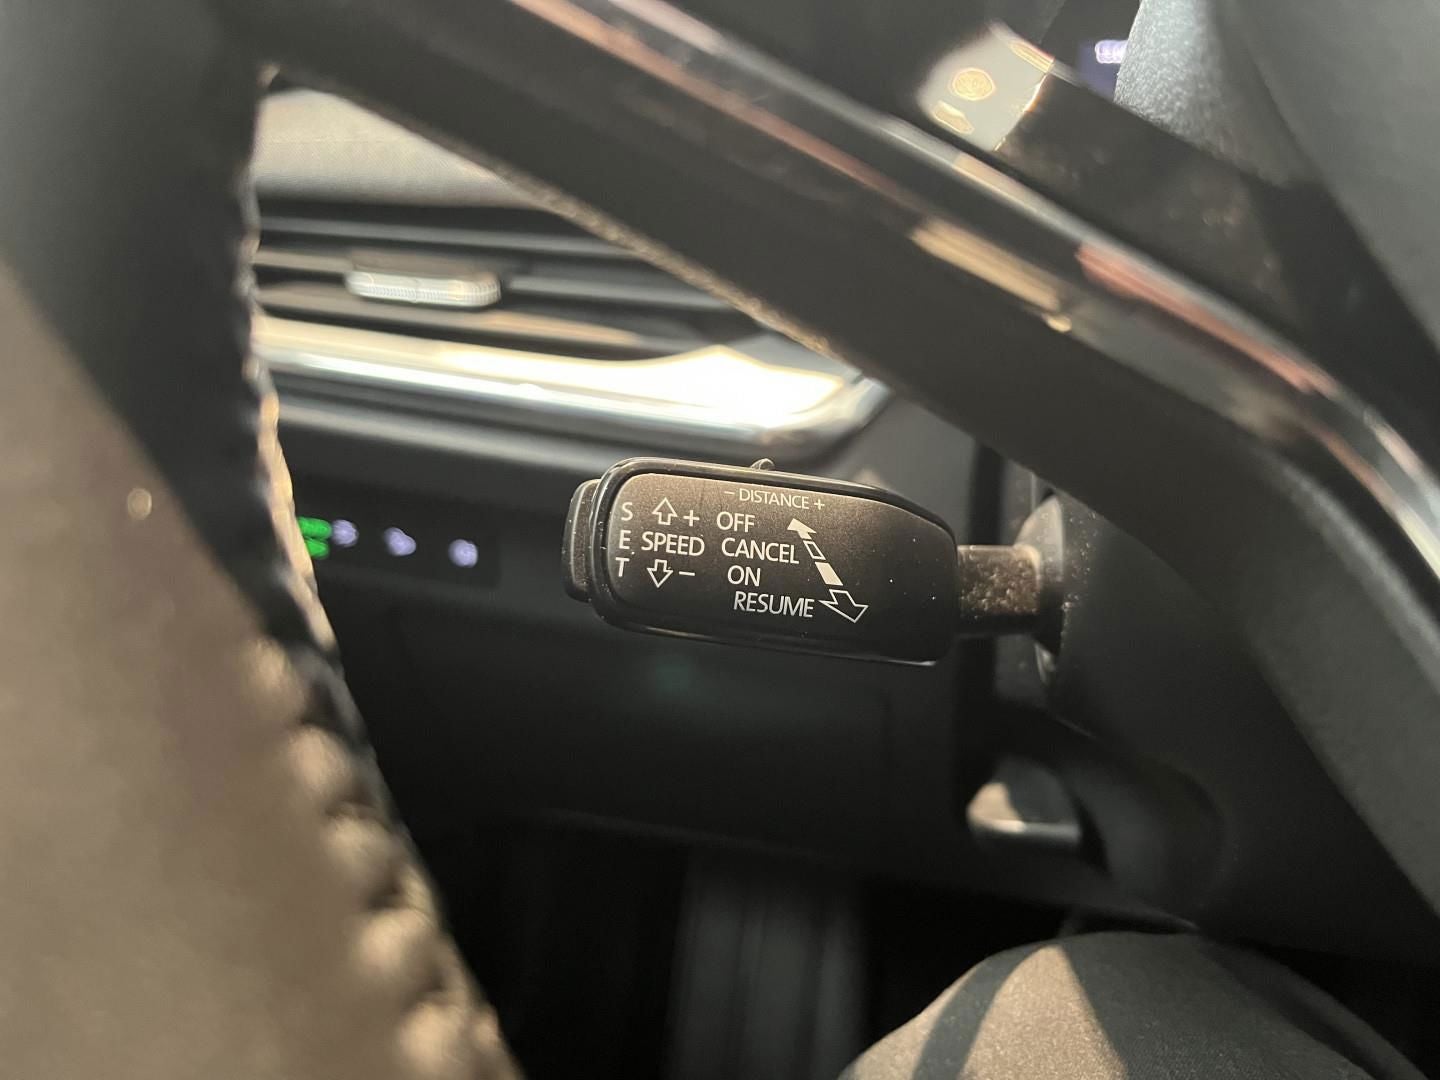 − DISTANCE +
S + OFF
E SPEED CANCEL
T − ON
RESUME